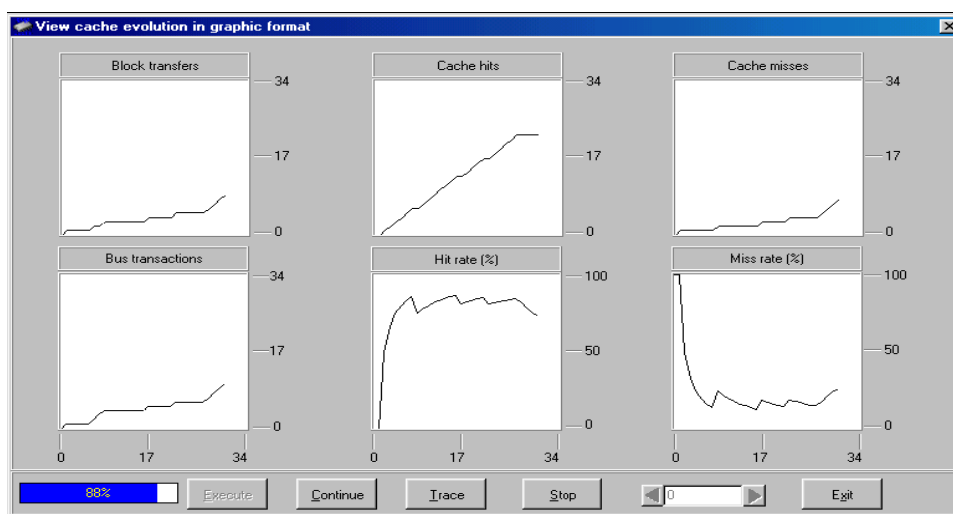 View cache evolution in graphic format
Block transfers
Cache hits
Cache misses
34
34
34
17
17
17
0
0
0
Bus transactions
Hit rate (%)
Miss rate (%)
34
100
100
17
50
50
0
0
0
0 17 34
0 17 34
0 17 34
88%
Execute
Continue
Trace
Stop
0
Exit